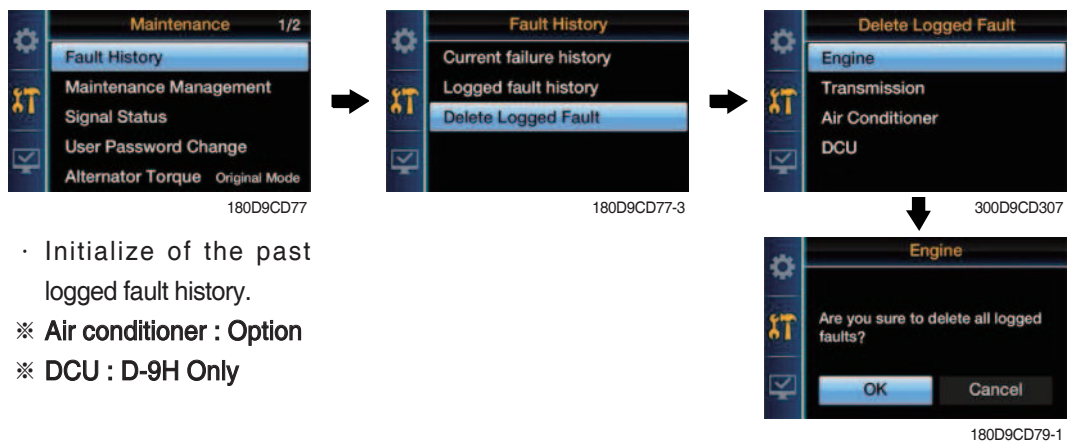 Maintenance 1/2
Fault History
Maintenance Management
Signal Status
User Password Change
Alternator Torque Original Mode
180D9CD77
Fault History
Current failure history
Logged fault history
Delete Logged Fault
180D9CD77-3
Delete Logged Fault
Engine
Transmission
Air Conditioner
DCU
300D9CD307
Engine
Are you sure to delete all logged
faults?
OK Cancel
180D9CD79-1
· Initialize of the past
logged fault history.
※ Air conditioner : Option
※ DCU : D-9H Only